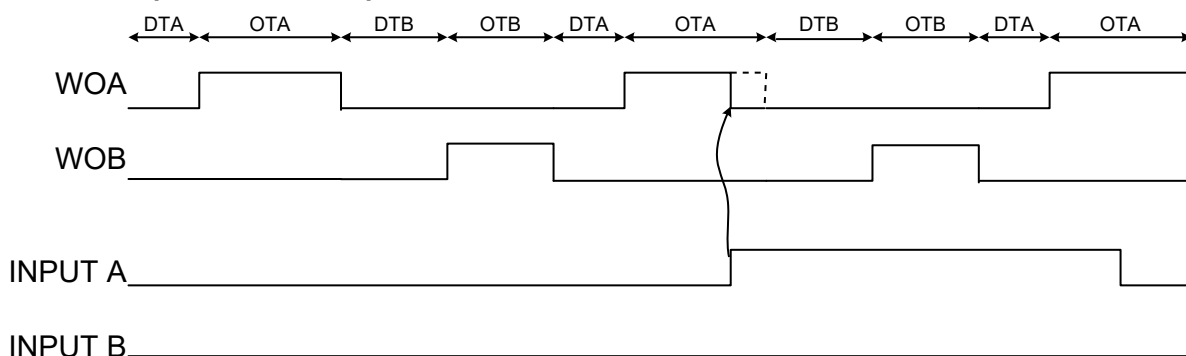 DTA OTA DTB OTB DTA OTA DTB OTB DTA OTA
WOA
WOB
INPUT A
INPUT B